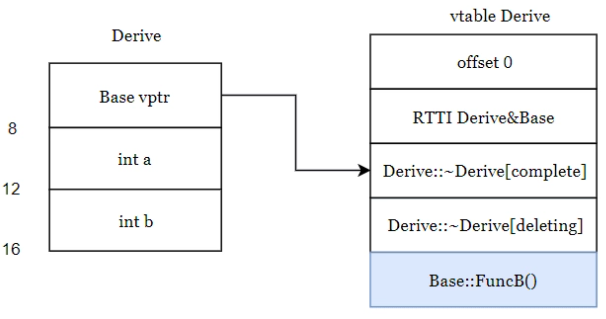 Derive
Base vptr
8
int a
12
int b
16
vtable Derive
offset 0
RTTI Derive&Base
Derive::~Derive[complete]
Derive::~Derive[deleting]
Base::FuncB()